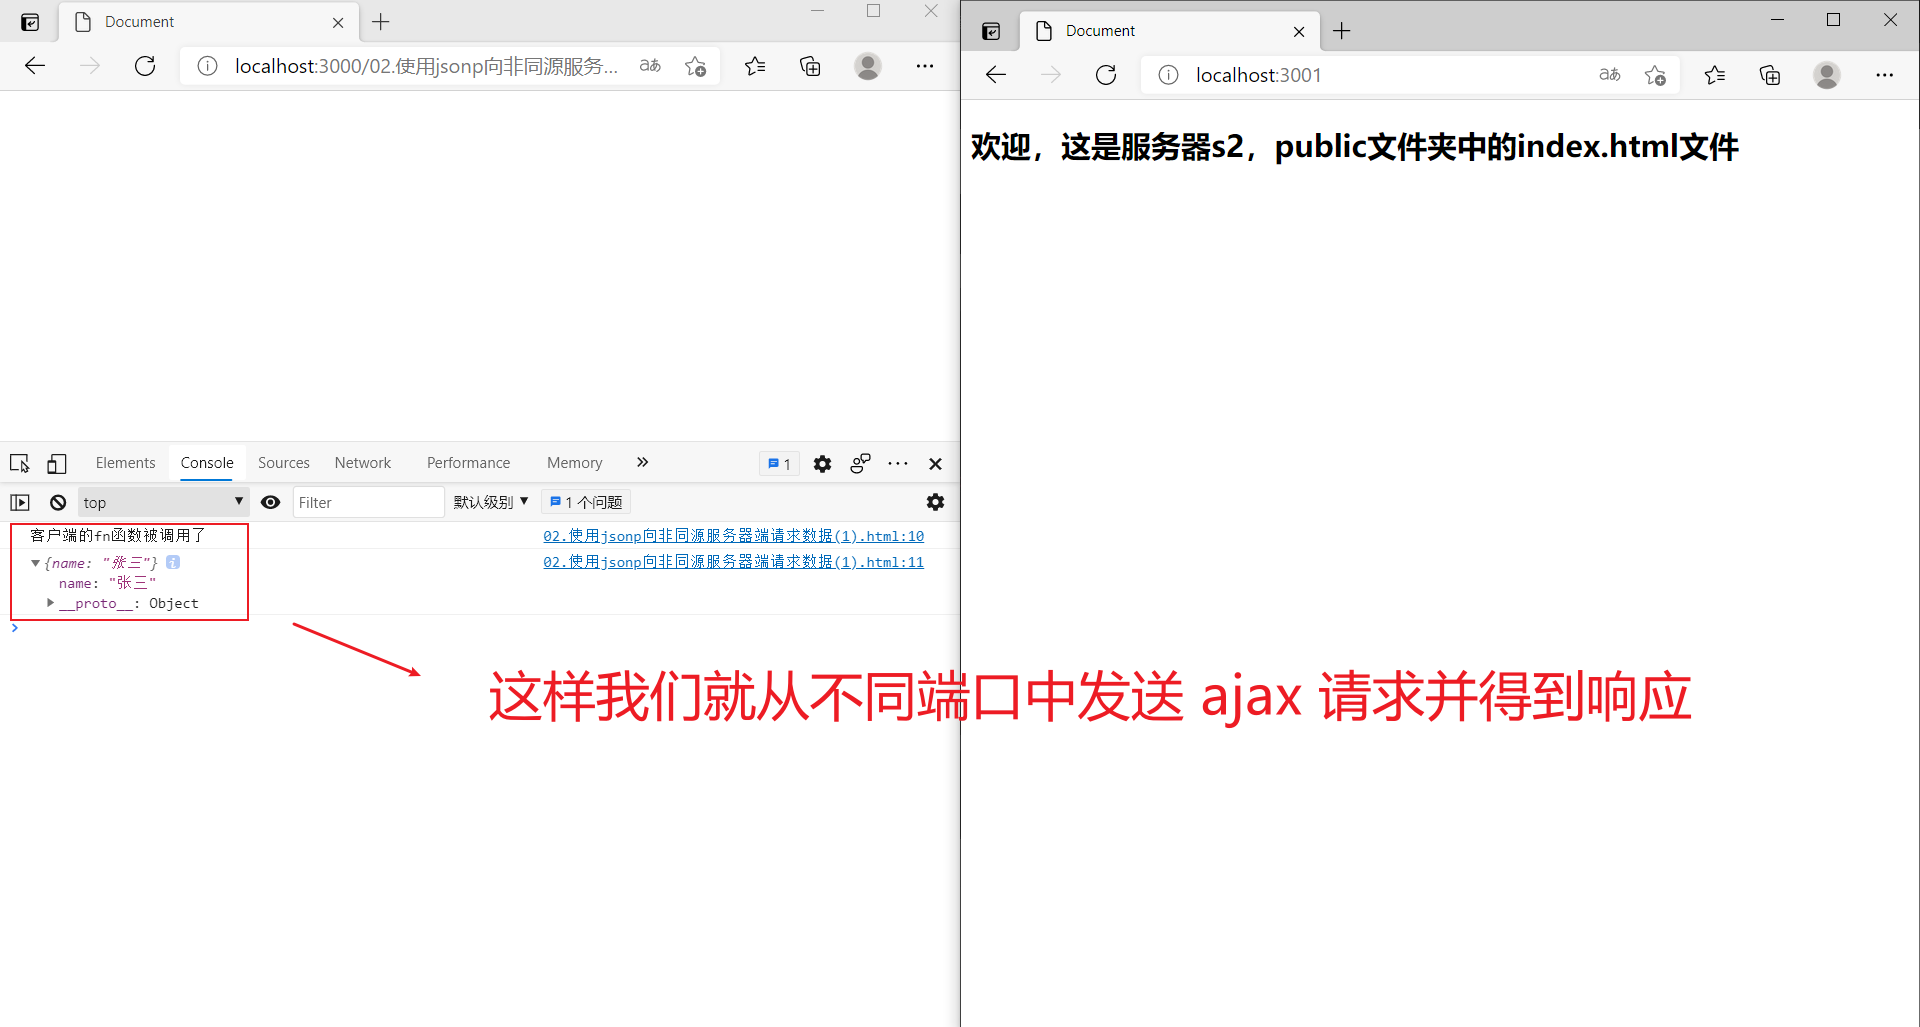 Document
localhost:3000/02.使用jsonp向非同源服务...
aあ
Elements Console Sources Network Performance Memory
1
top
Filter
默认级别
1 个问题
客户端的fn函数被调用了 02.使用jsonp向非同源服务器端请求数据(1).html:10
{name: "张三"} i 02.使用jsonp向非同源服务器端请求数据(1).html:11
name: "张三"
__proto__: Object
Document
localhost:3001
aあ
欢迎，这是服务器s2，public文件夹中的index.html文件
这样我们就从不同端口中发送 ajax 请求并得到响应